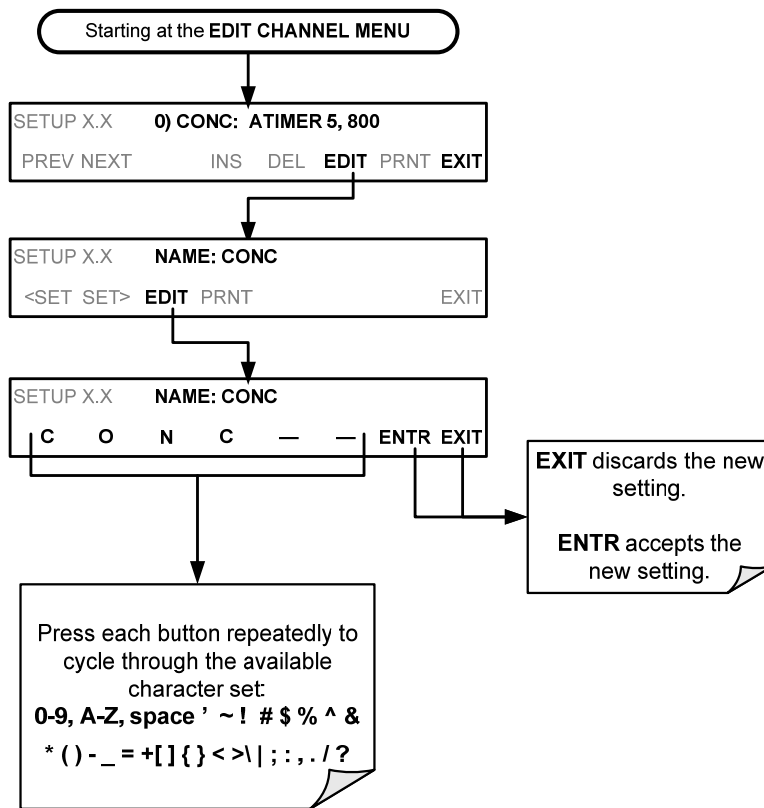 Starting at the EDIT CHANNEL MENU
SETUP X.X 0) CONC: ATIMER 5, 800
PREV NEXT INS DEL EDIT PRNT EXIT
SETUP X.X NAME: CONC
<SET SET> EDIT PRNT EXIT
SETUP X.X NAME: CONC
C O N C — — ENTR EXIT
EXIT discards the new
setting.
ENTR accepts the
new setting.
Press each button repeatedly to
cycle through the available
character set:
0-9, A-Z, space ’ ~ ! # $ % ^ &
* ( ) - _ = +[ ] { } < >\ | ; : , . / ?